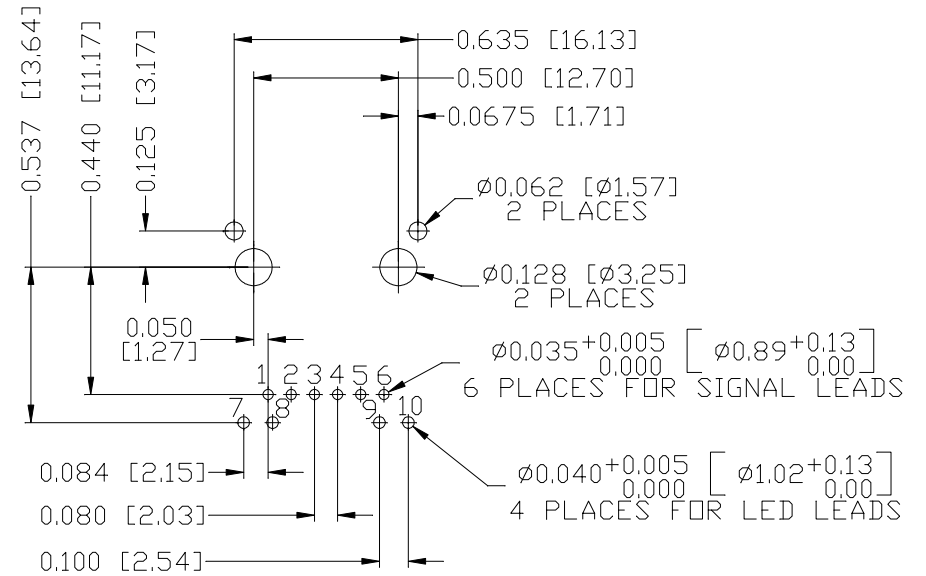 0.635 [16.13]
0.500 [12.70]
0.0675 [1.71]
0.537 [13.64]
0.440 [11.17]
0.125 [3.17]
Ø0.062 [Ø1.57]
2 PLACES
Ø0.128 [Ø3.25]
2 PLACES
0.050
[1.27]
Ø0.035+0.005 [ Ø0.89+0.13 ]
0.000 0.00
6 PLACES FOR SIGNAL LEADS
1 2 3 4 5 6
7 8 9 10
0.084 [2.15]
Ø0.040+0.005 [ Ø1.02+0.13 ]
0.000 0.00
4 PLACES FOR LED LEADS
0.080 [2.03]
0.100 [2.54]